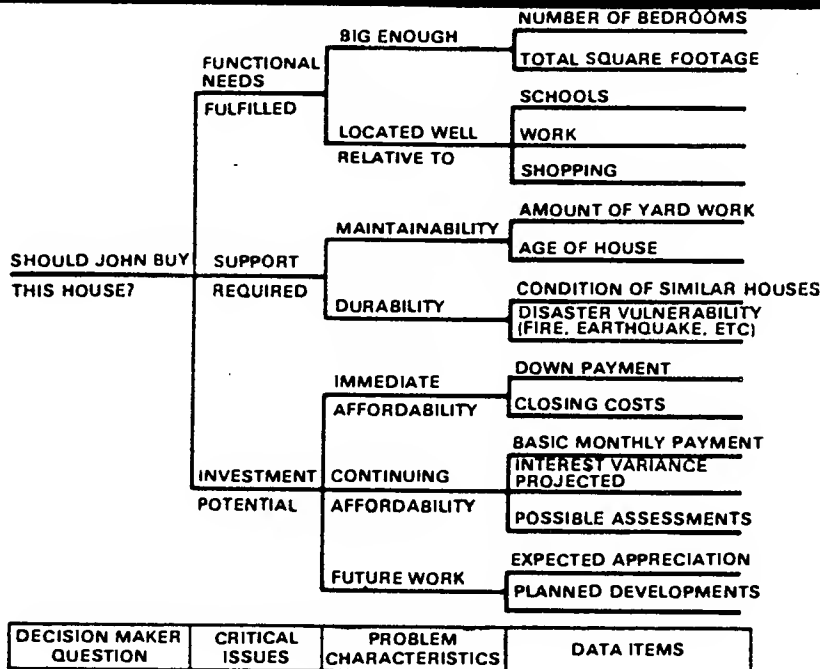 SHOULD JOHN BUY
THIS HOUSE?
FUNCTIONAL
NEEDS
FULFILLED
BIG ENOUGH
NUMBER OF BEDROOMS
TOTAL SQUARE FOOTAGE
LOCATED WELL
RELATIVE TO
SCHOOLS
WORK
SHOPPING
SUPPORT
REQUIRED
MAINTAINABILITY
AMOUNT OF YARD WORK
AGE OF HOUSE
DURABILITY
CONDITION OF SIMILAR HOUSES
DISASTER VULNERABILITY
(FIRE, EARTHQUAKE, ETC)
INVESTMENT
POTENTIAL
IMMEDIATE
AFFORDABILITY
DOWN PAYMENT
CLOSING COSTS
CONTINUING
AFFORDABILITY
BASIC MONTHLY PAYMENT
INTEREST VARIANCE
PROJECTED
POSSIBLE ASSESSMENTS
FUTURE WORK
EXPECTED APPRECIATION
PLANNED DEVELOPMENTS
DECISION MAKER
QUESTION
CRITICAL
ISSUES
PROBLEM
CHARACTERISTICS
DATA ITEMS